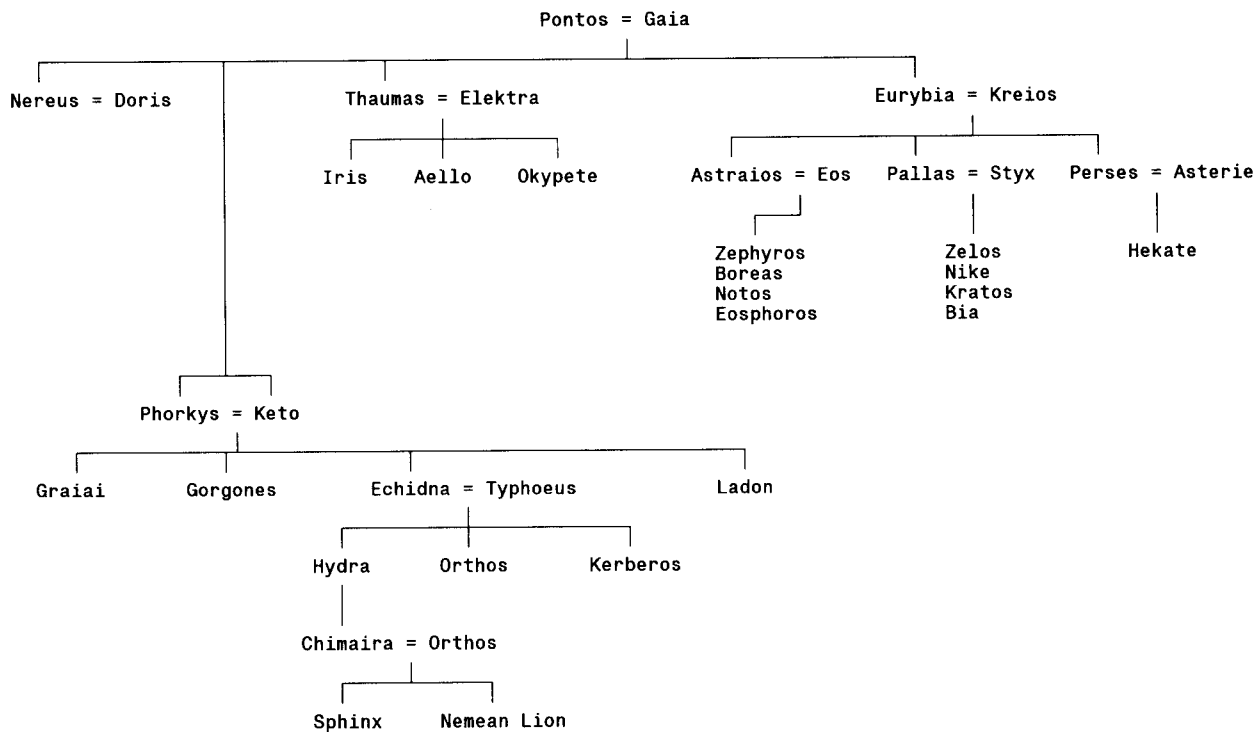 Pontos = Gaia
Nereus = Doris
Thaumas = Elektra
Eurybia = Kreios
Iris
Aello
Okypete
Astraios = Eos
Pallas = Styx
Perses = Asterie
Zephyros
Boreas
Notos
Eosphoros
Zelos
Nike
Kratos
Bia
Hekate
Phorkys = Keto
Graiai
Gorgones
Echidna = Typhoeus
Ladon
Hydra
Orthos
Kerberos
Chimaira = Orthos
Sphinx
Nemean Lion